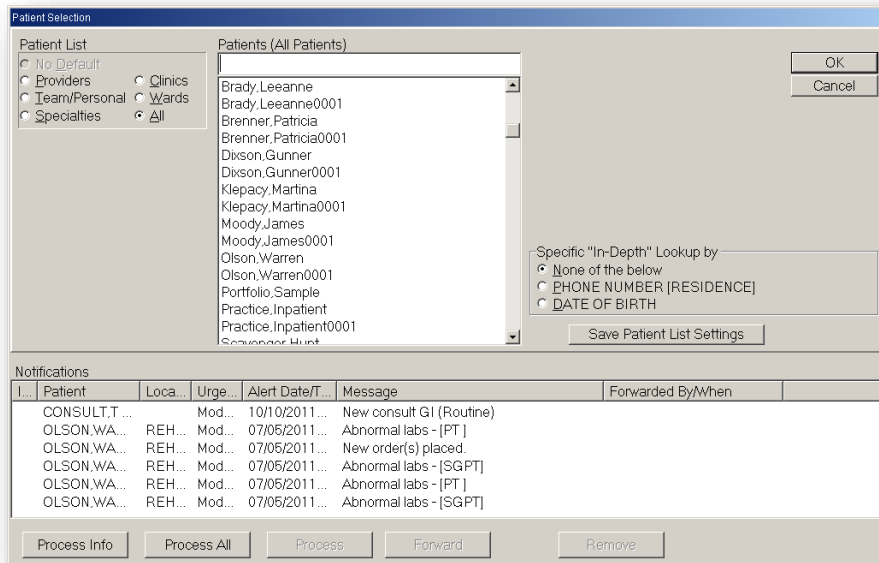 Patient Selection
Patient List
No Default
Providers
Clinics
Team/Personal
Wards
Specialties
All
Patients (All Patients)
Brady,Leeanne
Brady,Leeanne0001
Brenner,Patricia
Brenner,Patricia0001
Dixson,Gunner
Dixson,Gunner0001
Klepacy,Martina
Klepacy,Martina0001
Moody,James
Moody,James0001
Olson,Warren
Olson,Warren0001
Portfolio,Sample
Practice,Inpatient
Practice,Inpatient0001
Scavenger,Hunt
OK
Cancel
Specific "In-Depth" Lookup by
None of the below
PHONE NUMBER [RESIDENCE]
DATE OF BIRTH
Save Patient List Settings
Notifications
I... Patient Loca... Urge... Alert Date/T... Message Forwarded By/When
CONSULT,T ... Mod... 10/10/2011... New consult GI (Routine)
OLSON,WA... REH... Mod... 07/05/2011... Abnormal labs - [PT ]
OLSON,WA... REH... Mod... 07/05/2011... New order(s) placed.
OLSON,WA... REH... Mod... 07/05/2011... Abnormal labs - [SGPT]
OLSON,WA... REH... Mod... 07/05/2011... Abnormal labs - [PT ]
OLSON,WA... REH... Mod... 07/05/2011... Abnormal labs - [SGPT]
Process Info Process All Process Forward Remove